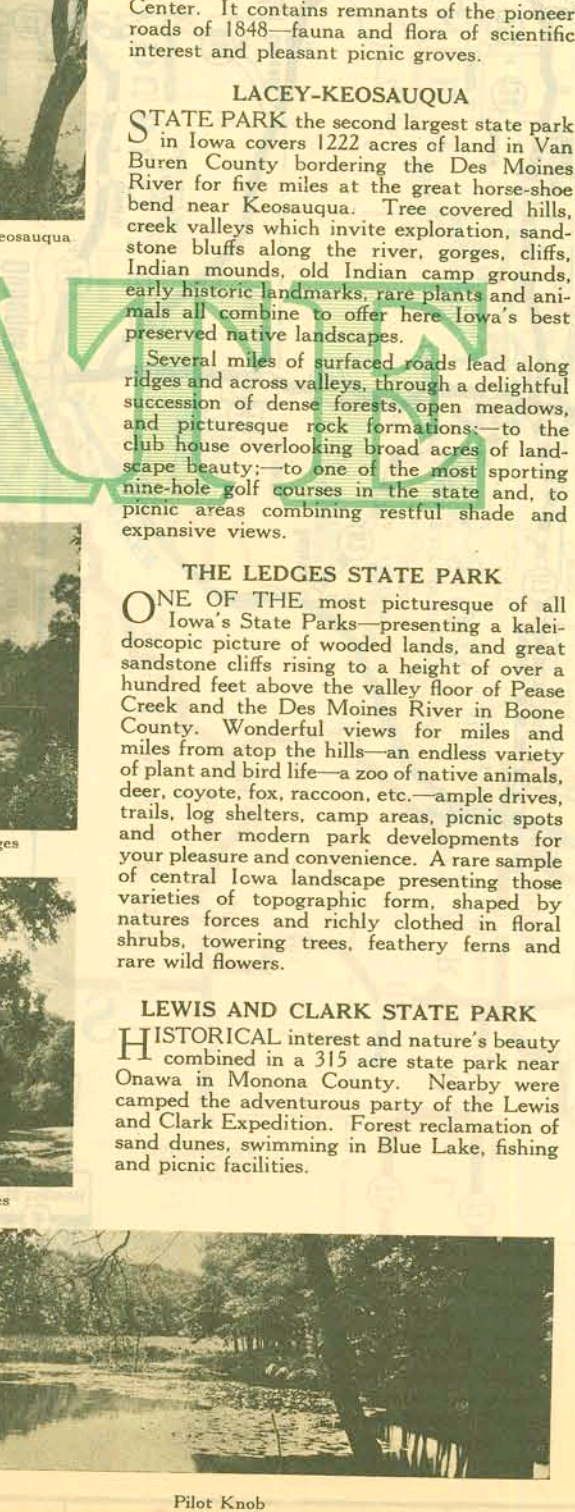 Center. It contains remnants of the pioneer
roads of 1848—fauna and flora of scientific
interest and pleasant picnic groves.
LACEY-KEOSAUQUA
STATE PARK the second largest state park
in Iowa covers 1222 acres of land in Van
Buren County bordering the Des Moines
River for five miles at the great horse-shoe
bend near Keosauqua. Tree covered hills,
creek valleys which invite exploration, sand-
stone bluffs along the river, gorges, cliffs,
Indian mounds, old Indian camp grounds,
early historic landmarks, rare plants and ani-
mals all combine to offer here Iowa's best
preserved native landscapes.
Several miles of surfaced roads lead along
ridges and across valleys, through a delightful
succession of dense forests, open meadows,
and picturesque rock formations;—to the
club house overlooking broad acres of land-
scape beauty;—to one of the most sporting
nine-hole golf courses in the state and, to
picnic areas combining restful shade and
expansive views.
THE LEDGES STATE PARK
ONE OF THE most picturesque of all
Iowa's State Parks—presenting a kalei-
doscopic picture of wooded lands, and great
sandstone cliffs rising to a height of over a
hundred feet above the valley floor of Pease
Creek and the Des Moines River in Boone
County. Wonderful views for miles and
miles from atop the hills—an endless variety
of plant and bird life—a zoo of native animals,
deer, coyote, fox, raccoon, etc.—ample drives,
trails, log shelters, camp areas, picnic spots
and other modern park developments for
your pleasure and convenience. A rare sample
of central Iowa landscape presenting those
varieties of topographic form, shaped by
natures forces and richly clothed in floral
shrubs, towering trees, feathery ferns and
rare wild flowers.
LEWIS AND CLARK STATE PARK
HISTORICAL interest and nature's beauty
combined in a 315 acre state park near
Onawa in Monona County. Nearby were
camped the adventurous party of the Lewis
and Clark Expedition. Forest reclamation of
sand dunes, swimming in Blue Lake, fishing
and picnic facilities.
eosauqua
ATE
ges
es
Pilot Knob